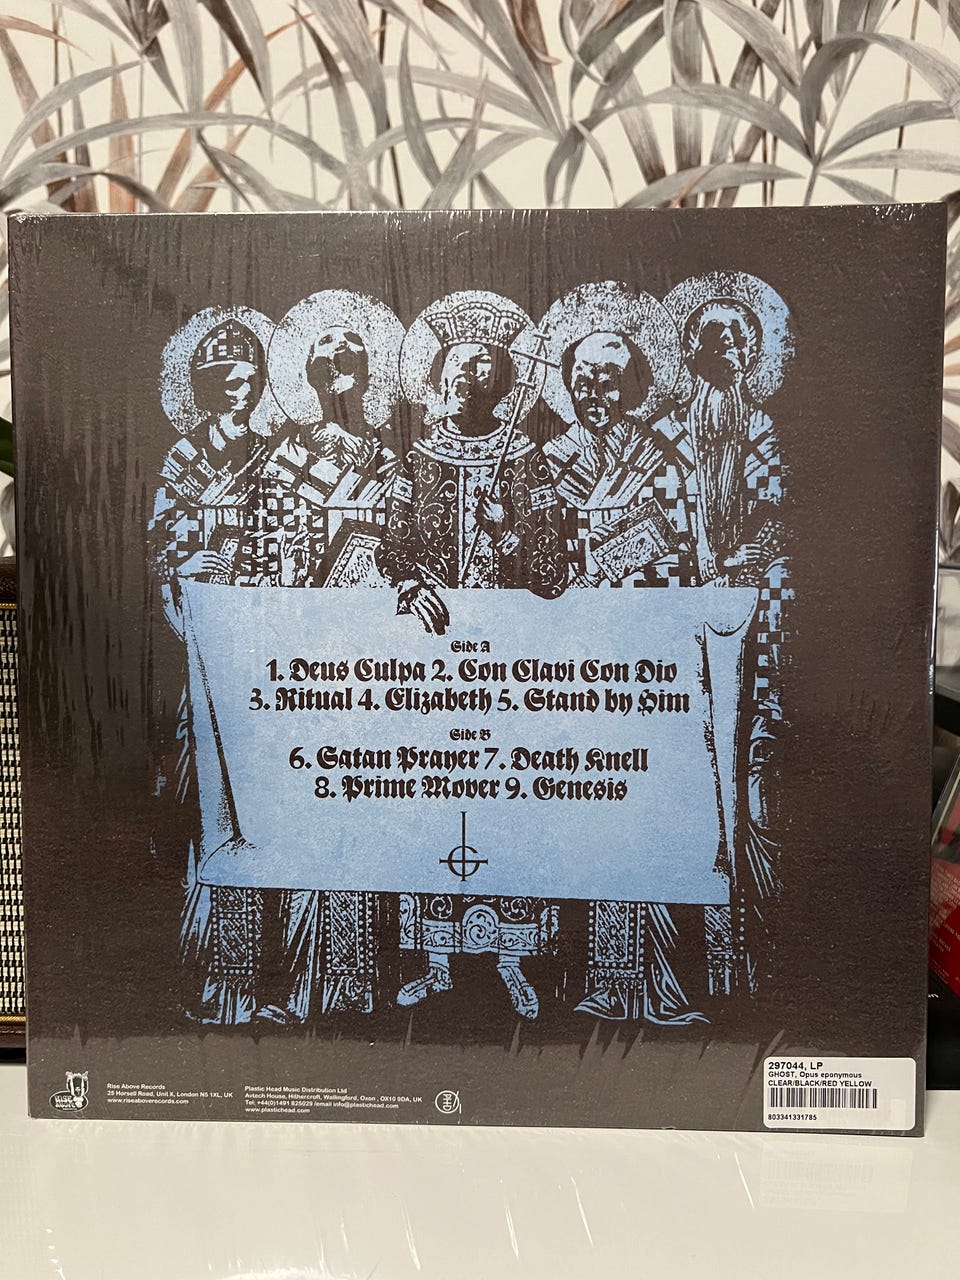 Side A
1. Deus Culpa 2. Con Clavi Con Dio
3. Ritual 4. Elizabeth 5. Stand by Him
Side B
6. Satan Prayer 7. Death Knell
8. Prime Mover 9. Genesis
RISE ABOVE
Rise Above Records
25 Horsell Road, Unit X, London N5 1XL, UK
www.riseaboverecords.com
Plastic Head Music Distribution Ltd
Avtech House, Hithercroft, Wallingford, Oxon , OX10 9DA, UK
Tel: +44(0)1491 825029 /email info@plastichead.com
www.plastichead.com
297044, LP
GHOST, Opus eponymous
CLEAR/BLACK/RED YELLOW
803341331785